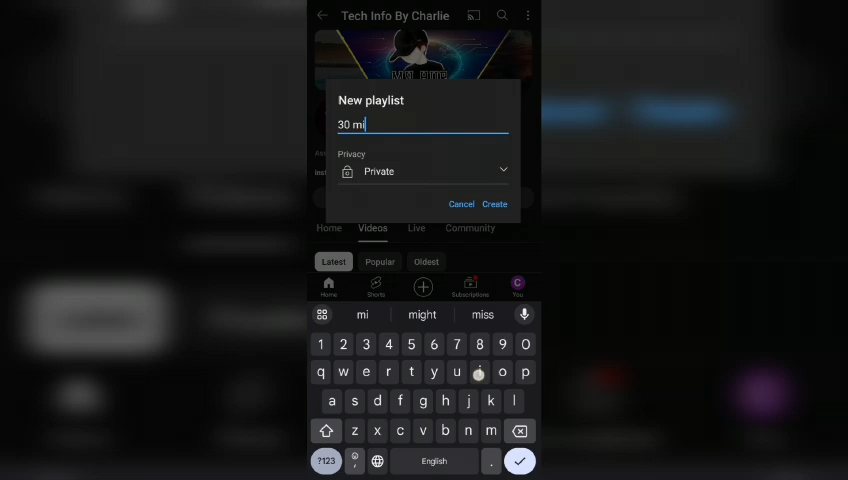 Tech Info By Charlie
New playlist
30 mi
Privacy
Private
Cancel Create
Home Videos Live Community
Latest Popular Oldest
Home Shorts Subscriptions You
C
mi might miss
1 2 3 4 5 6 7 8 9 0
q w e r t y u i o p
a s d f g h j k l
z x c v b n m
?123 , English .